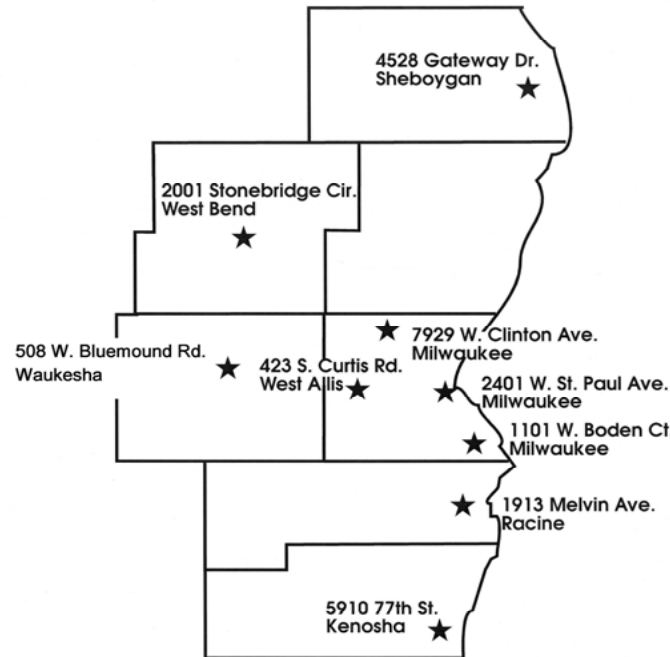 4528 Gateway Dr.
Sheboygan
2001 Stonebridge Cir.
West Bend
508 W. Bluemound Rd.
Waukesha
423 S. Curtis Rd.
West Allis
7929 W. Clinton Ave.
Milwaukee
2401 W. St. Paul Ave.
Milwaukee
1101 W. Boden Ct
Milwaukee
1913 Melvin Ave.
Racine
5910 77th St.
Kenosha